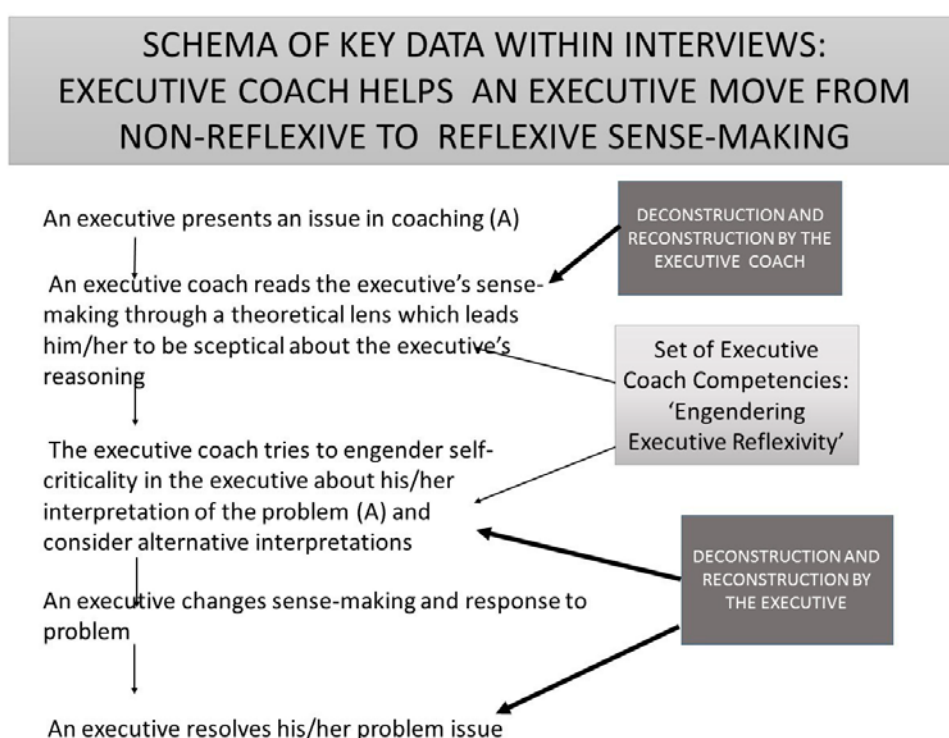 SCHEMA OF KEY DATA WITHIN INTERVIEWS:
EXECUTIVE COACH HELPS AN EXECUTIVE MOVE FROM
NON-REFLEXIVE TO REFLEXIVE SENSE-MAKING
An executive presents an issue in coaching (A)
DECONSTRUCTION AND
RECONSTRUCTION BY THE
EXECUTIVE COACH
An executive coach reads the executive's sense-
making through a theoretical lens which leads
him/her to be sceptical about the executive's
reasoning
Set of Executive
Coach Competencies:
'Engendering
Executive Reflexivity'
The executive coach tries to engender self-
criticality in the executive about his/her
interpretation of the problem (A) and
consider alternative interpretations
DECONSTRUCTION AND
RECONSTRUCTION BY
THE EXECUTIVE
An executive changes sense-making and response to
problem
An executive resolves his/her problem issue